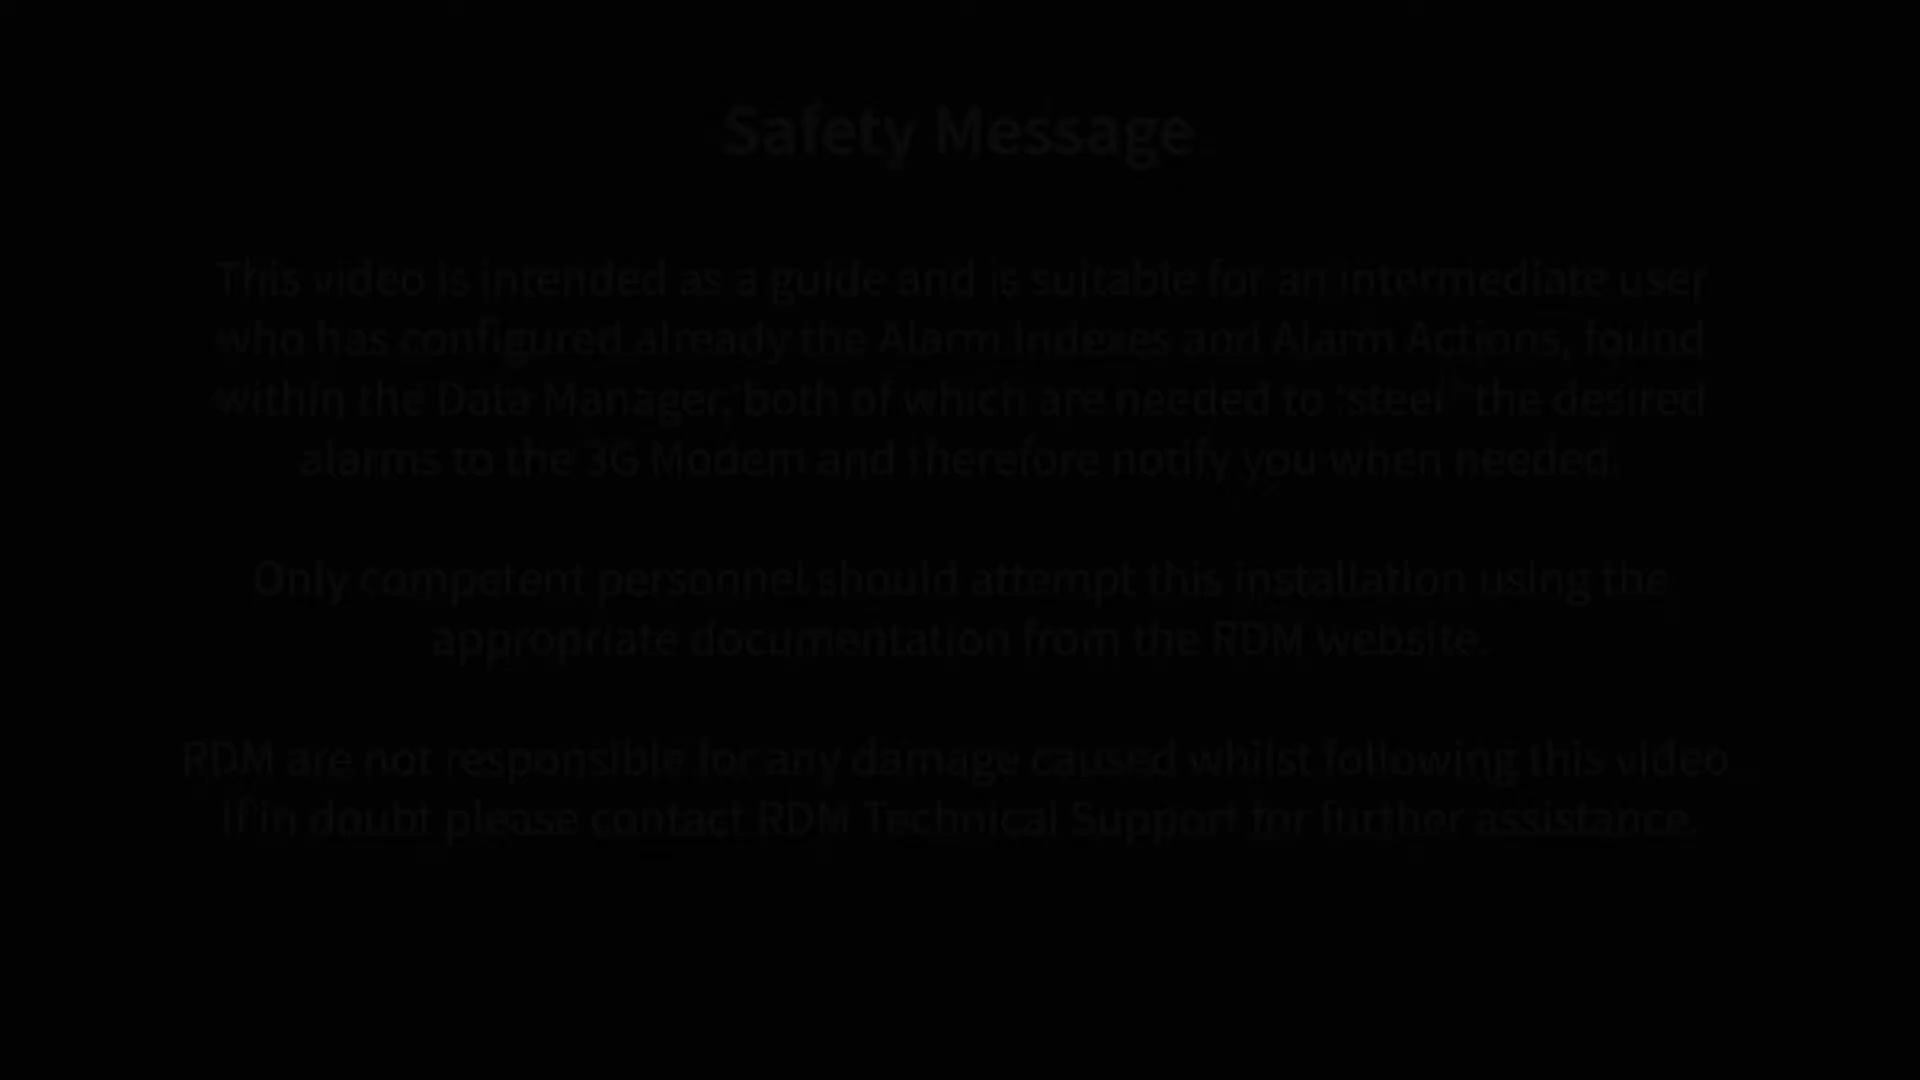 Safety Message
This video is intended as a guide and is suitable for an intermediate user
who has configured already the Alarm Indexes and Alarm Actions, found
within the Data Manager, both of which are needed to "steel" the desired
alarms to the 3G Modem and therefore notify you when needed.
Only competent personnel should attempt this installation using the
appropriate documentation from the RDM website.
RDM are not responsible for any damage caused whilst following this video
If in doubt please contact RDM Technical Support for further assistance.